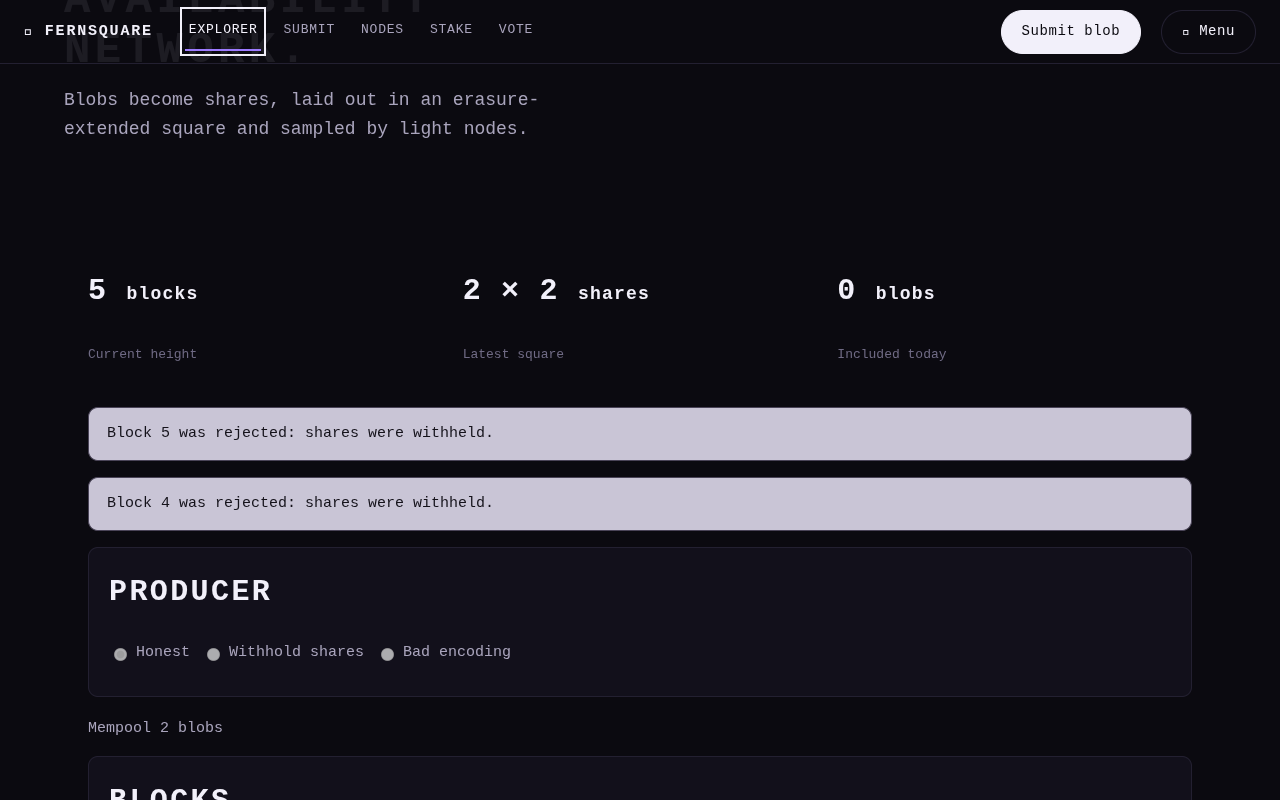 AVAILABILITY
NETWORK.
FERNSQUARE
EXPLORER
SUBMIT
NODES
STAKE
VOTE
Submit blob
Menu
Blobs become shares, laid out in an erasure-
extended square and sampled by light nodes.
5 blocks
2 × 2 shares
0 blobs
Current height
Latest square
Included today
Block 5 was rejected: shares were withheld.
Block 4 was rejected: shares were withheld.
PRODUCER
Honest
Withhold shares
Bad encoding
Mempool 2 blobs
BLOCKS